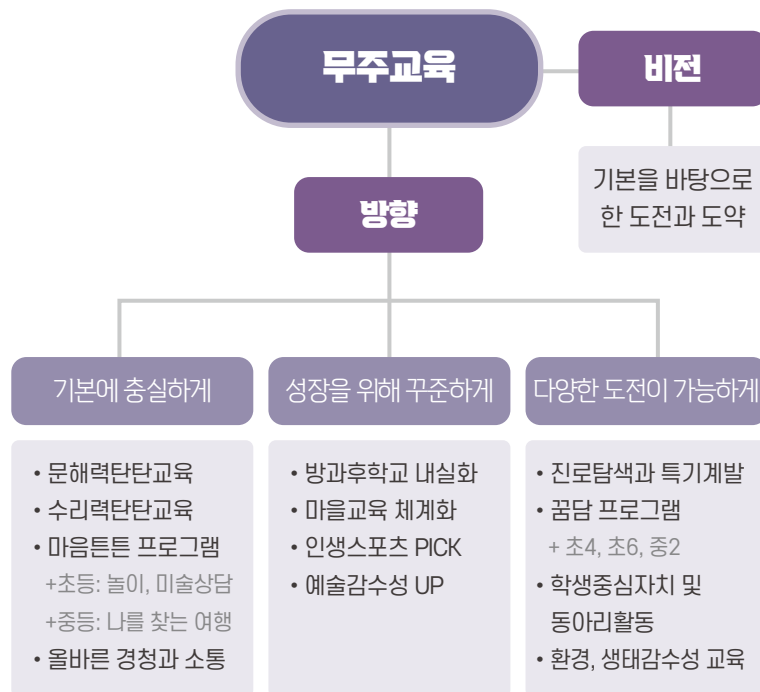 무주교육
비전
기본을 바탕으로
한 도전과 도약
방향
기본에 충실하게
• 문해력탄탄교육
• 수리력탄탄교육
• 마음튼튼 프로그램
+초등: 놀이, 미술상담
+중등: 나를 찾는 여행
• 올바른 경청과 소통
성장을 위해 꾸준하게
• 방과후학교 내실화
• 마을교육 체계화
• 인생스포츠 PICK
• 예술감수성 UP
다양한 도전이 가능하게
• 진로탐색과 특기계발
• 꿈담 프로그램
+ 초4, 초6, 중2
• 학생중심자치 및
동아리활동
• 환경, 생태감수성 교육